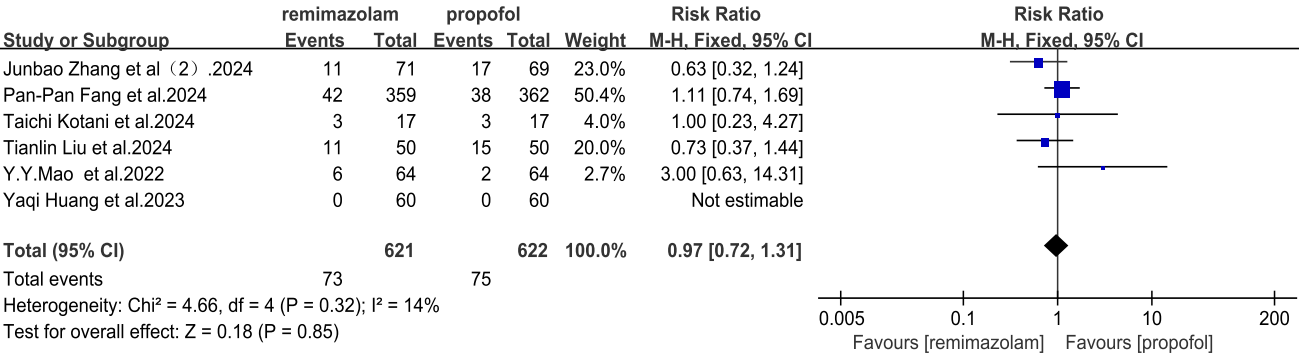 remimazolam propofol Risk Ratio Risk Ratio
Study or Subgroup Events Total Events Total Weight M-H, Fixed, 95% CI M-H, Fixed, 95% CI
Junbao Zhang et al（2）.2024 11 71 17 69 23.0% 0.63 [0.32, 1.24]
Pan-Pan Fang et al.2024 42 359 38 362 50.4% 1.11 [0.74, 1.69]
Taichi Kotani et al.2024 3 17 3 17 4.0% 1.00 [0.23, 4.27]
Tianlin Liu et al.2024 11 50 15 50 20.0% 0.73 [0.37, 1.44]
Y.Y.Mao et al.2022 6 64 2 64 2.7% 3.00 [0.63, 14.31]
Yaqi Huang et al.2023 0 60 0 60 Not estimable
Total (95% CI) 621 622 100.0% 0.97 [0.72, 1.31]
Total events 73 75
Heterogeneity: Chi² = 4.66, df = 4 (P = 0.32); I² = 14%
Test for overall effect: Z = 0.18 (P = 0.85)
0.005 0.1 1 10 200
Favours [remimazolam] Favours [propofol]